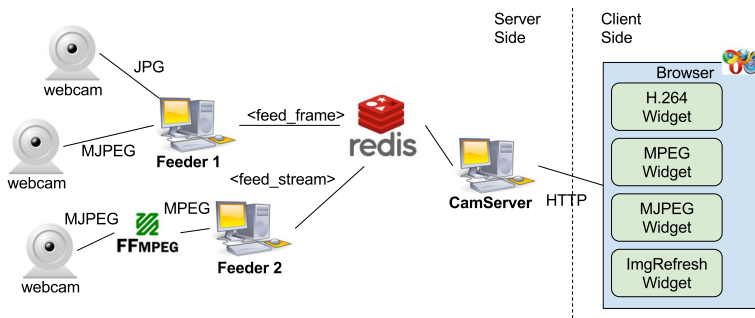 Server
Side
Client
Side
webcam
JPG
Browser
H.264
Widget
MPEG
Widget
MJPEG
Widget
ImgRefresh
Widget
<feed_frame>
redis
webcam
MJPEG
Feeder 1
<feed_stream>
CamServer
HTTP
MJPEG
FFMPEG
MPEG
Feeder 2
webcam